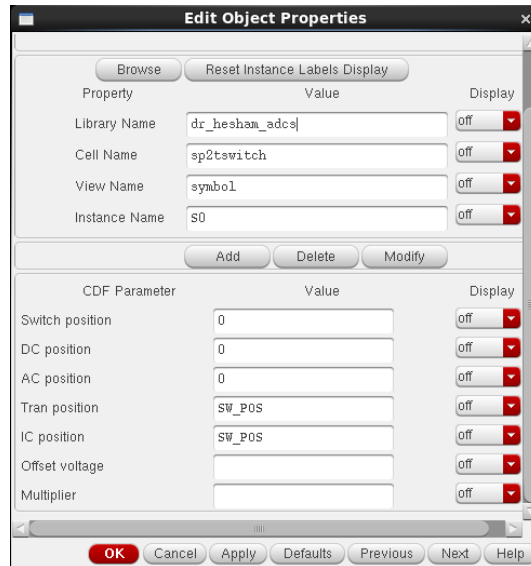 Edit Object Properties
Browse Reset Instance Labels Display
Property Value Display
Library Name dr_hesham_adcs off
Cell Name sp2tswitch off
View Name symbol off
Instance Name S0 off
Add Delete Modify
CDF Parameter Value Display
Switch position 0 off
DC position 0 off
AC position 0 off
Tran position SW_POS off
IC position SW_POS off
Offset voltage off
Multiplier off
OK Cancel Apply Defaults Previous Next Help